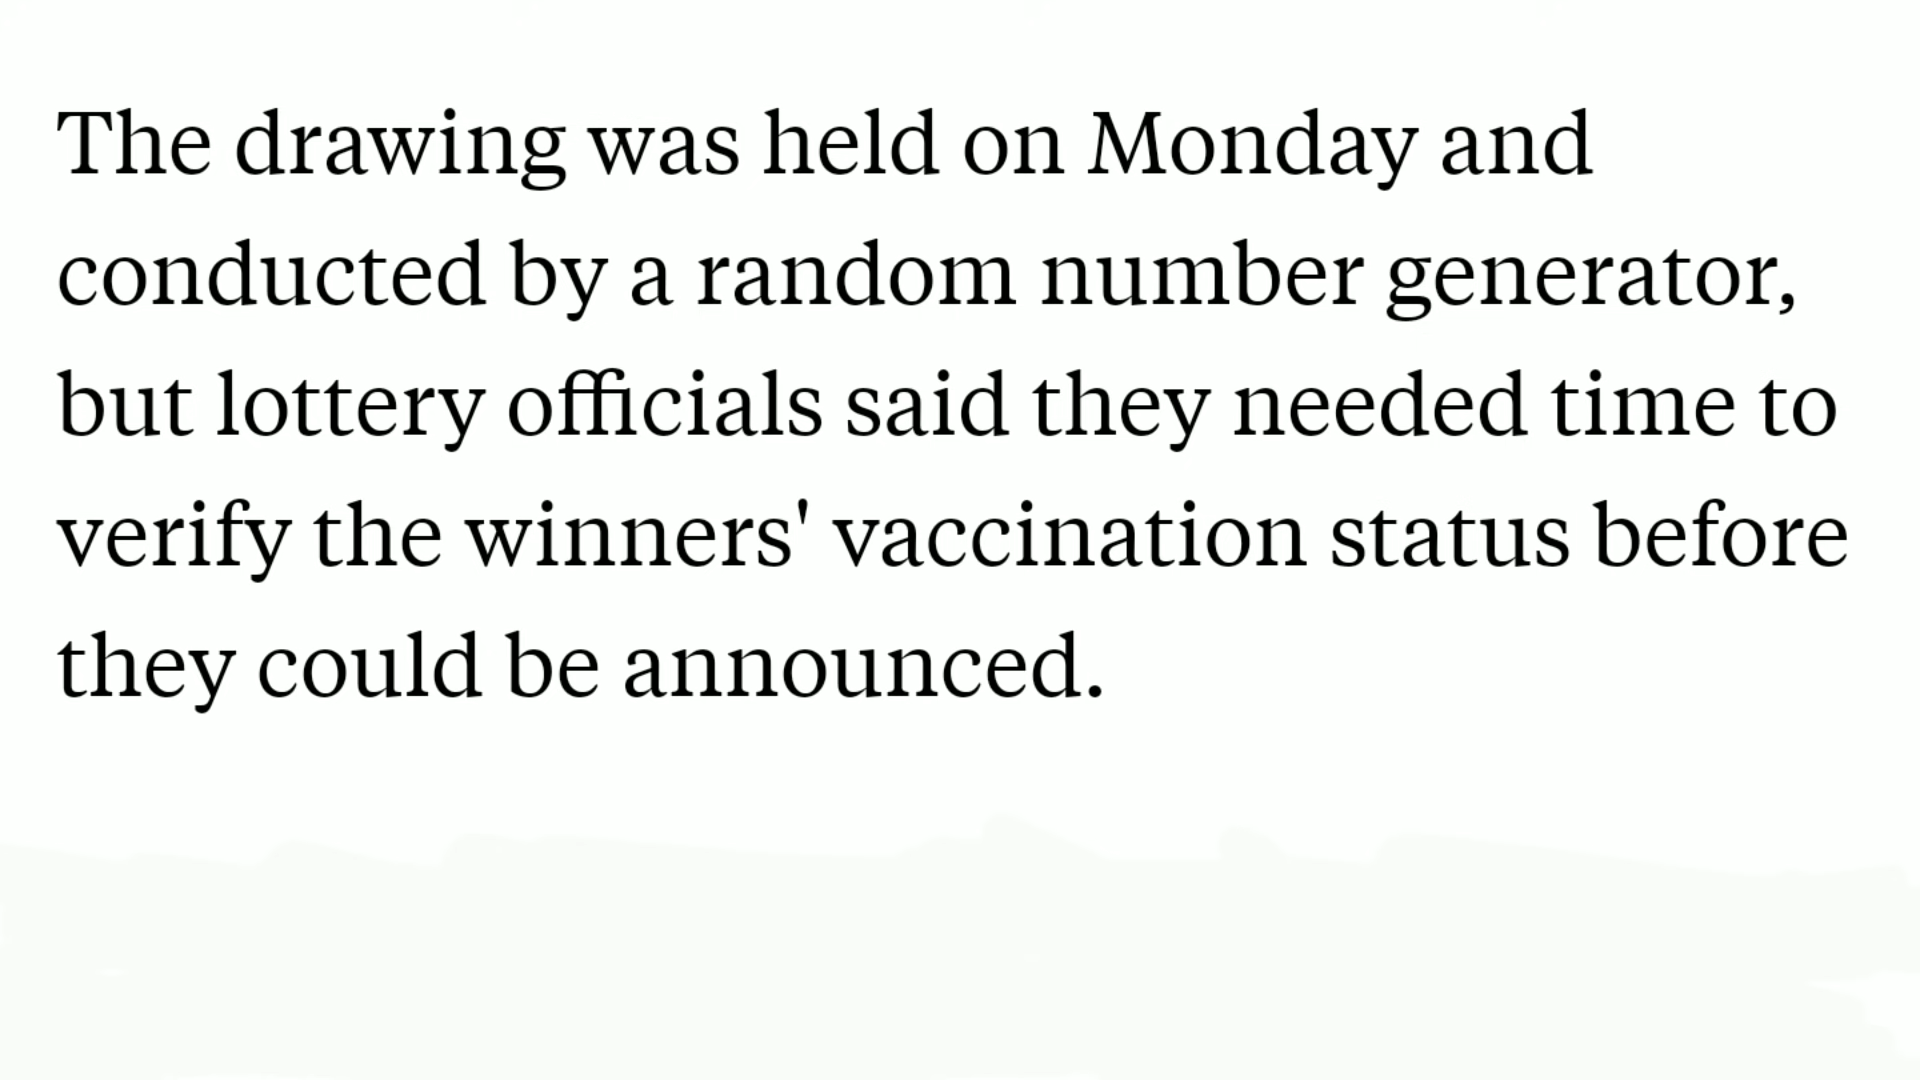 The drawing was held on Monday and
conducted by a random number generator,
but lottery officials said they needed time to
verify the winners' vaccination status before
they could be announced.